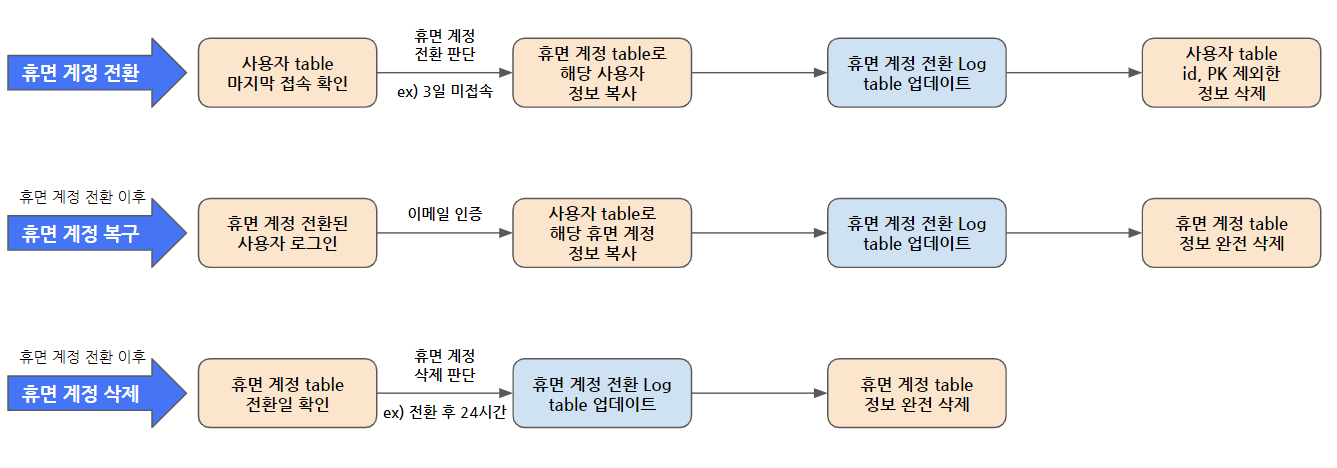 휴면 계정 전환
사용자 table
마지막 접속 확인
휴면 계정
전환 판단
ex) 3일 미접속
휴면 계정 table로
해당 사용자
정보 복사
휴면 계정 전환 Log
table 업데이트
사용자 table
id, PK 제외한
정보 삭제
휴면 계정 전환 이후
휴면 계정 복구
휴면 계정 전환된
사용자 로그인
이메일 인증
사용자 table로
해당 휴면 계정
정보 복사
휴면 계정 전환 Log
table 업데이트
휴면 계정 table
정보 완전 삭제
휴면 계정 전환 이후
휴면 계정 삭제
휴면 계정 table
전환일 확인
휴면 계정
삭제 판단
ex) 전환 후 24시간
휴면 계정 전환 Log
table 업데이트
휴면 계정 table
정보 완전 삭제